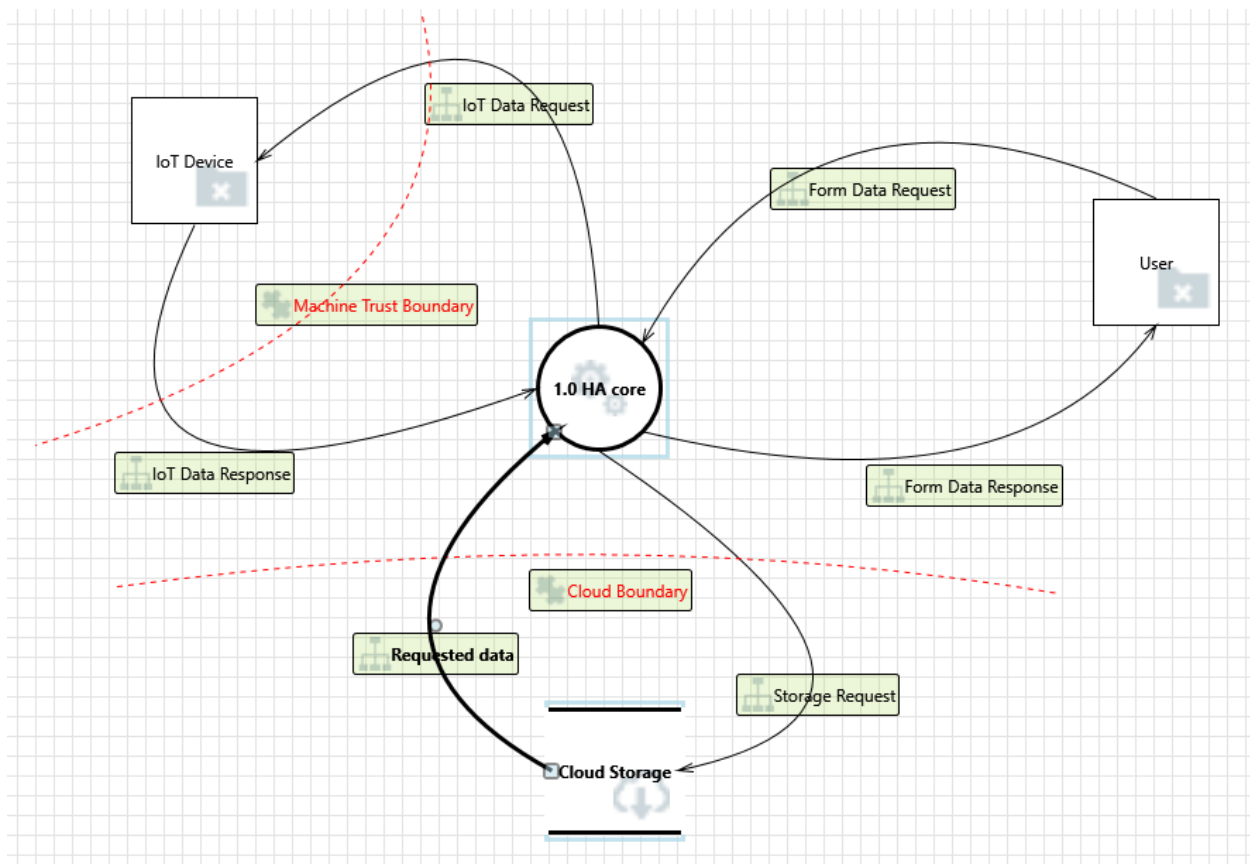 IoT Data Request
IoT Device
Form Data Request
User
Machine Trust Boundary
1.0 HA core
IoT Data Response
Form Data Response
Cloud Boundary
Requested data
Storage Request
Cloud Storage